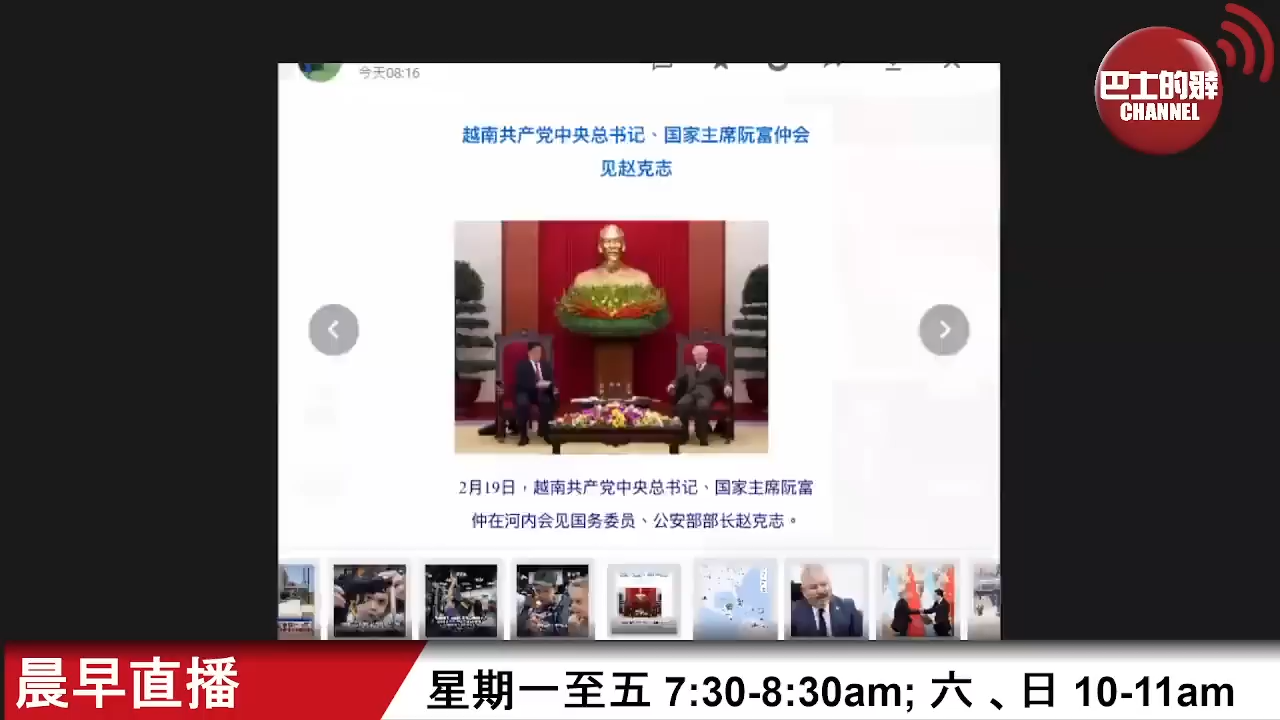 今天08:16
巴士的報
CHANNEL
越南共产党中央总书记、国家主席阮富仲会
见赵克志
2月19日，越南共产党中央总书记、国家主席阮富
仲在河内会见国务委员、公安部部长赵克志。
晨早直播
星期一至五 7:30-8:30am; 六、日 10-11am